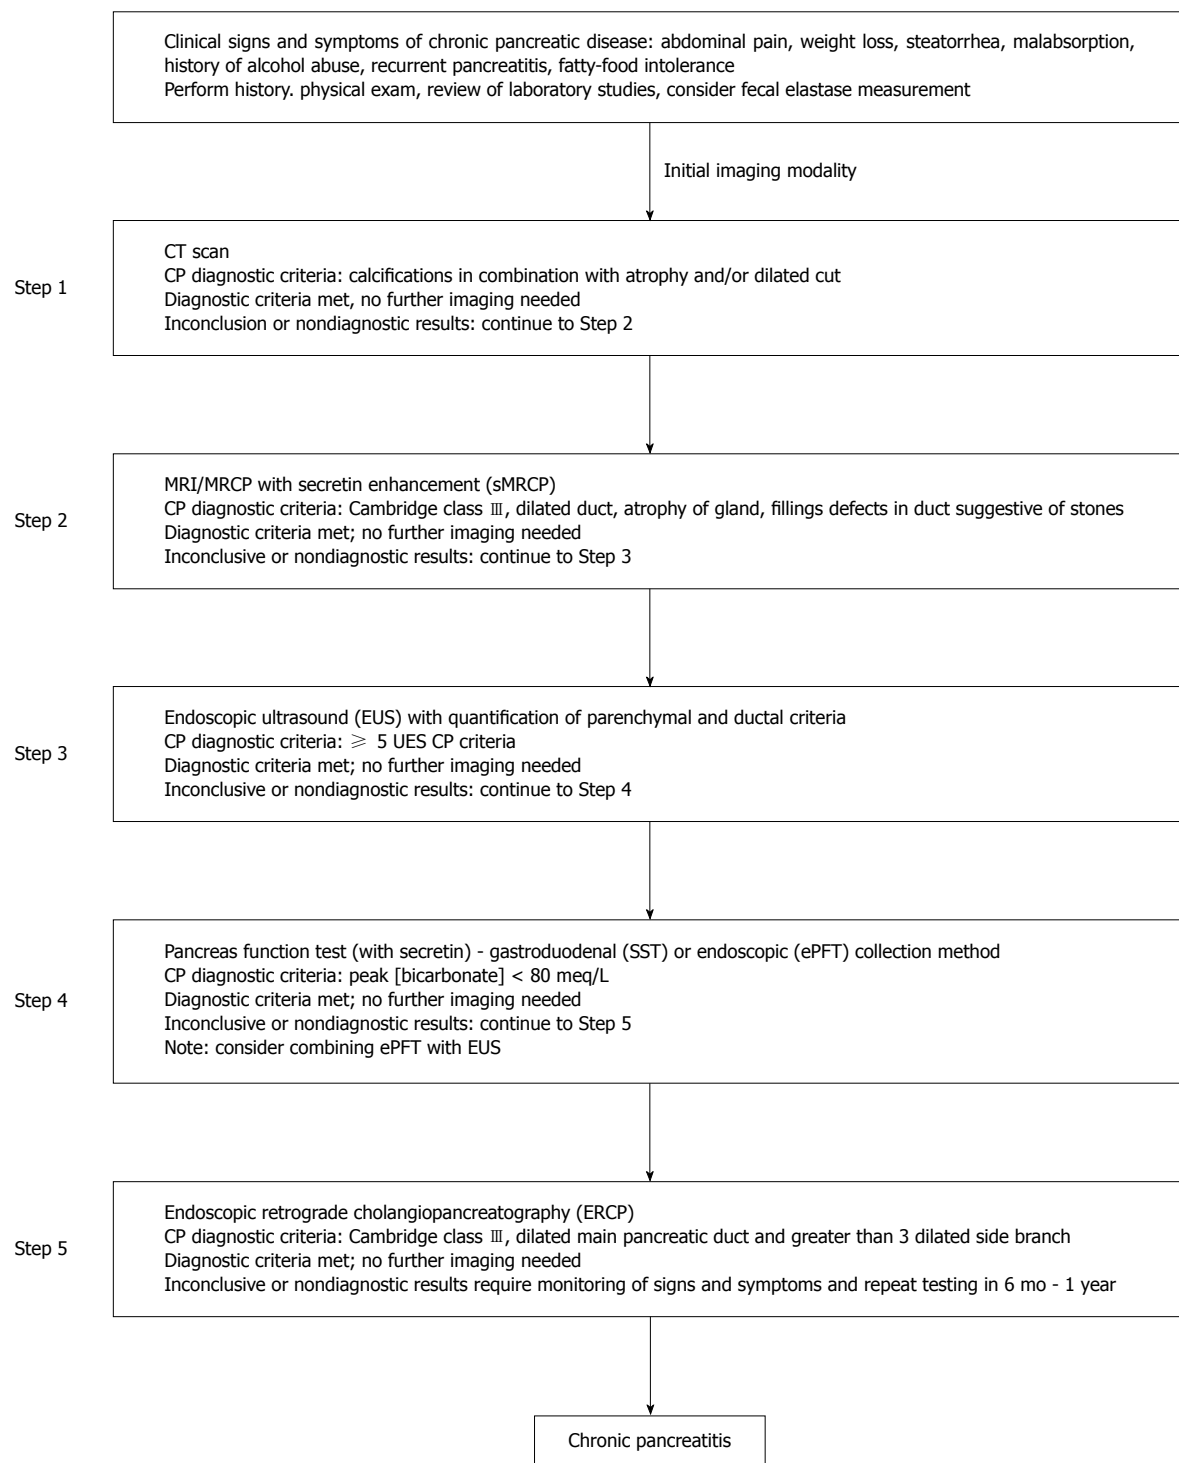 Clinical signs and symptoms of chronic pancreatic disease: abdominal pain, weight loss, steatorrhea, malabsorption,
history of alcohol abuse, recurrent pancreatitis, fatty-food intolerance
Perform history. physical exam, review of laboratory studies, consider fecal elastase measurement
Initial imaging modality
Step 1
CT scan
CP diagnostic criteria: calcifications in combination with atrophy and/or dilated cut
Diagnostic criteria met, no further imaging needed
Inconclusion or nondiagnostic results: continue to Step 2
Step 2
MRI/MRCP with secretin enhancement (sMRCP)
CP diagnostic criteria: Cambridge class Ⅲ, dilated duct, atrophy of gland, fillings defects in duct suggestive of stones
Diagnostic criteria met; no further imaging needed
Inconclusive or nondiagnostic results: continue to Step 3
Step 3
Endoscopic ultrasound (EUS) with quantification of parenchymal and ductal criteria
CP diagnostic criteria: ≥ 5 UES CP criteria
Diagnostic criteria met; no further imaging needed
Inconclusive or nondiagnostic results: continue to Step 4
Step 4
Pancreas function test (with secretin) - gastroduodenal (SST) or endoscopic (ePFT) collection method
CP diagnostic criteria: peak [bicarbonate] < 80 meq/L
Diagnostic criteria met; no further imaging needed
Inconclusive or nondiagnostic results: continue to Step 5
Note: consider combining ePFT with EUS
Step 5
Endoscopic retrograde cholangiopancreatography (ERCP)
CP diagnostic criteria: Cambridge class Ⅲ, dilated main pancreatic duct and greater than 3 dilated side branch
Diagnostic criteria met; no further imaging needed
Inconclusive or nondiagnostic results require monitoring of signs and symptoms and repeat testing in 6 mo - 1 year
Chronic pancreatitis